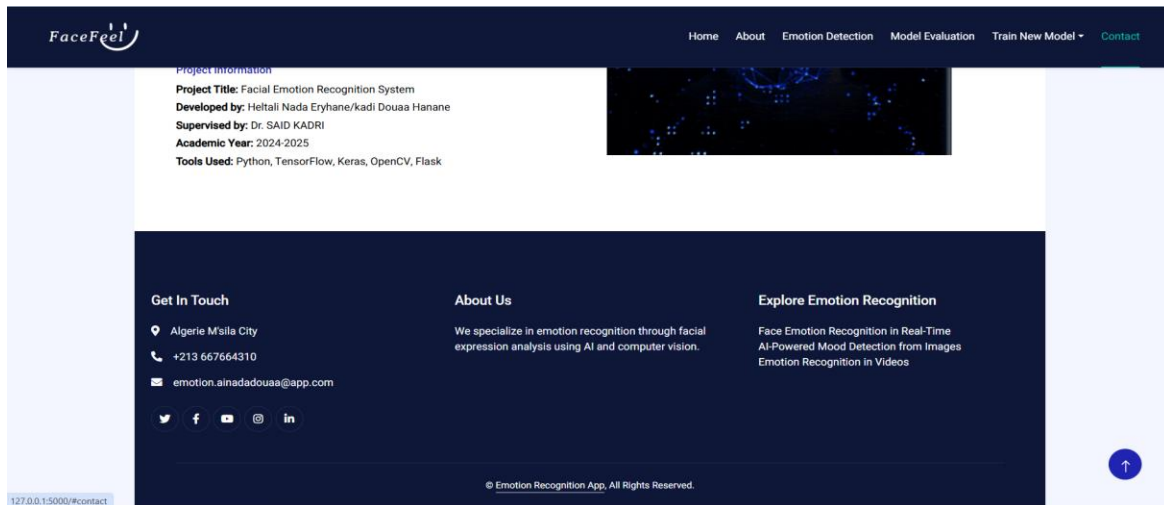 FaceFeel
Home About Emotion Detection Model Evaluation Train New Model Contact
Project Information
Project Title: Facial Emotion Recognition System
Developed by: Heltali Nada Eryhane/kadi Douaa Hanane
Supervised by: Dr. SAID KADRI
Academic Year: 2024-2025
Tools Used: Python, TensorFlow, Keras, OpenCV, Flask
Get In Touch
Algerie M'sila City
+213 667664310
emotion.ainadadouaa@app.com
About Us
We specialize in emotion recognition through facial
expression analysis using AI and computer vision.
Explore Emotion Recognition
Face Emotion Recognition in Real-Time
AI-Powered Mood Detection from Images
Emotion Recognition in Videos
© Emotion Recognition App, All Rights Reserved.
127.0.0.1:5000/#contact